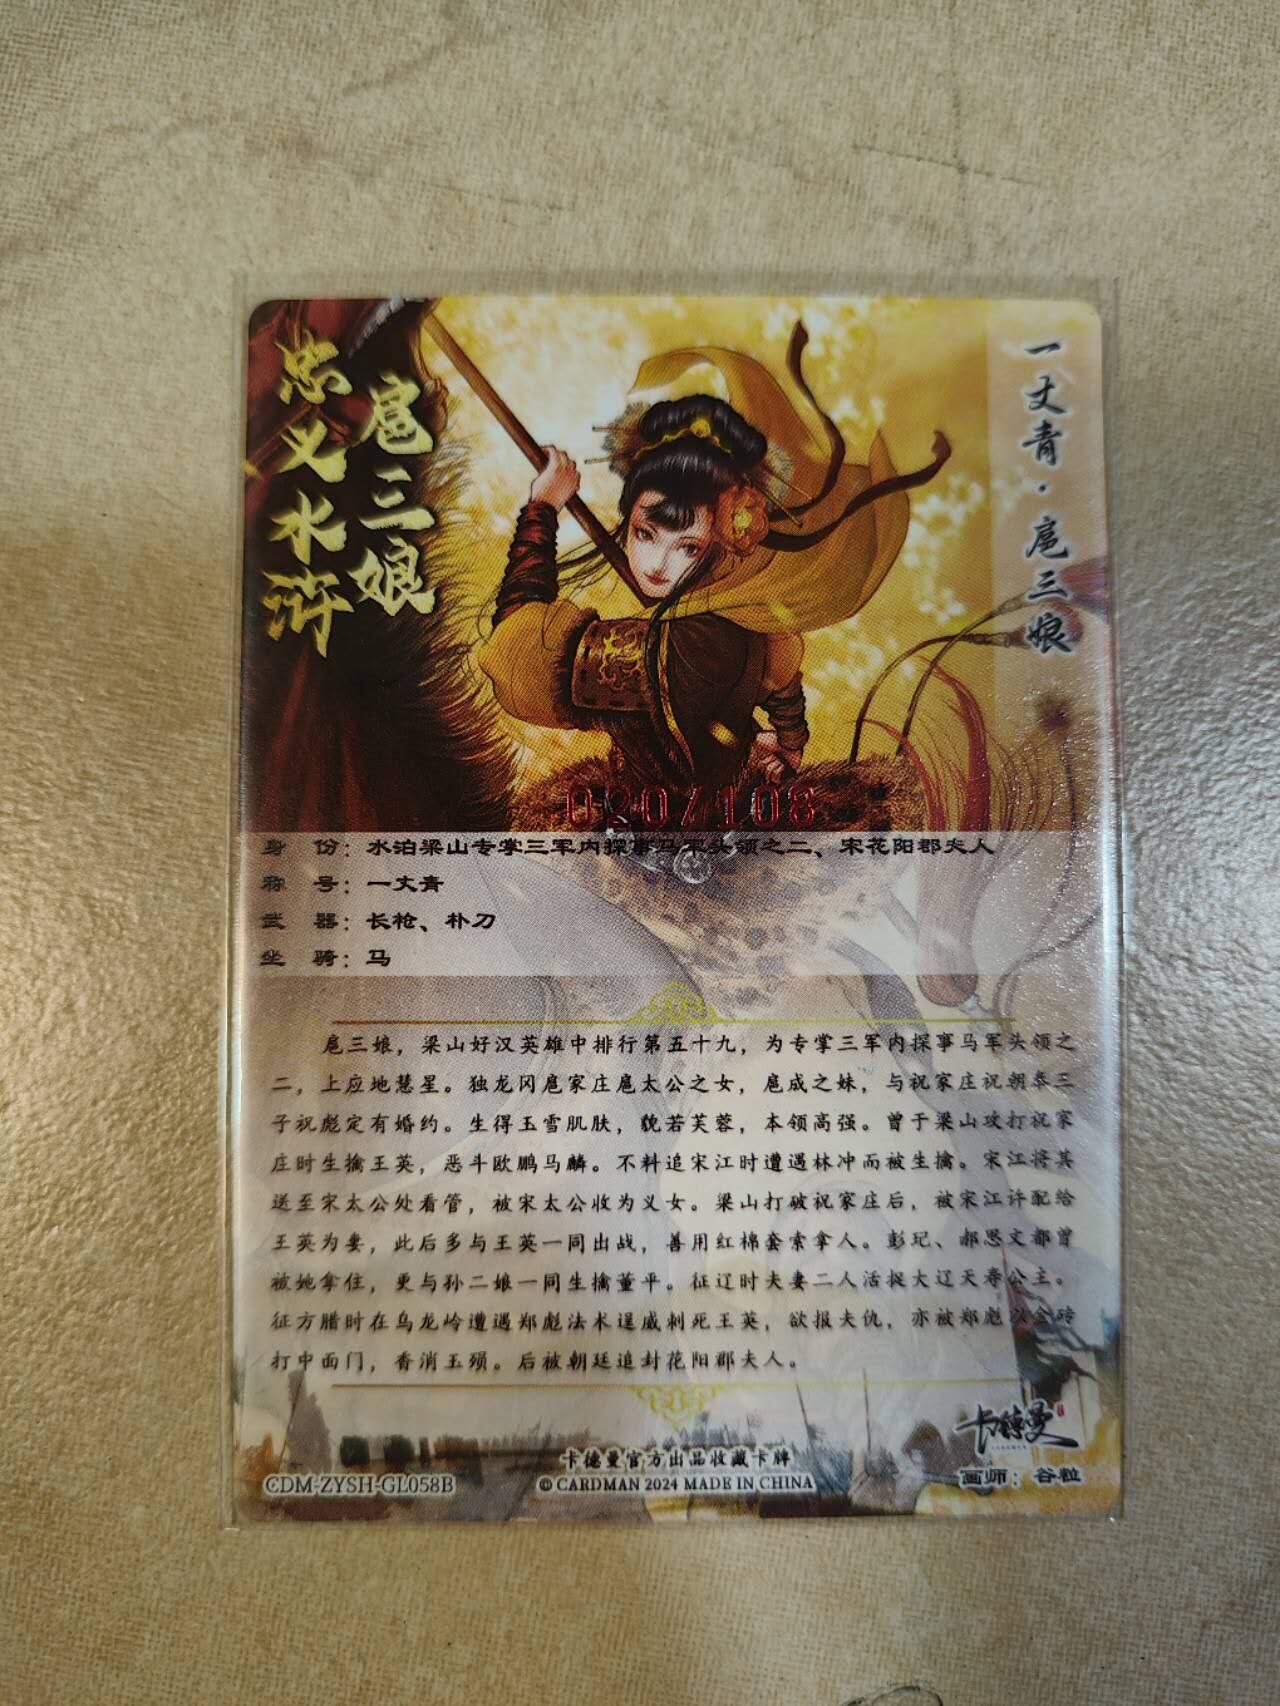 忠义水浒
扈三娘
一丈青·扈三娘
020/108
身 份：水泊梁山专掌三军内探事马军头领之二、宋花阳郡夫人
称 号：一丈青
武 器：长枪、朴刀
坐 骑：马
扈三娘，梁山好汉英雄中排行第五十九，为专掌三军内探事马军头领之
二，上应地慧星。独龙冈扈家庄扈太公之女，扈成之妹，与祝家庄祝朝奉三
子祝彪定有婚约。生得玉雪肌肤，貌若芙蓉，本领高强。曾于梁山攻打祝家
庄时生擒王英，恶斗欧鹏马麟。不料追宋江时遭遇林冲而被生擒。宋江将其
送至宋太公处看管，被宋太公收为义女。梁山打破祝家庄后，被宋江许配给
王英为妻，此后多与王英一同出战，善用红棉套索拿人。彭玘、郝思文都曾
被她拿住，更与孙二娘一同生擒董平。征辽时夫妻二人活捉大辽天寿公主。
征方腊时在乌龙岭遭遇郑彪法术逞威刺死王英，欲报夫仇，亦被郑彪以金砖
打中面门，香消玉殒。后被朝廷追封花阳郡夫人。
卡德曼
卡德曼官方出品收藏卡牌
CDM-ZYSH-GL058B
© CARDMAN 2024 MADE IN CHINA
画师：谷粒